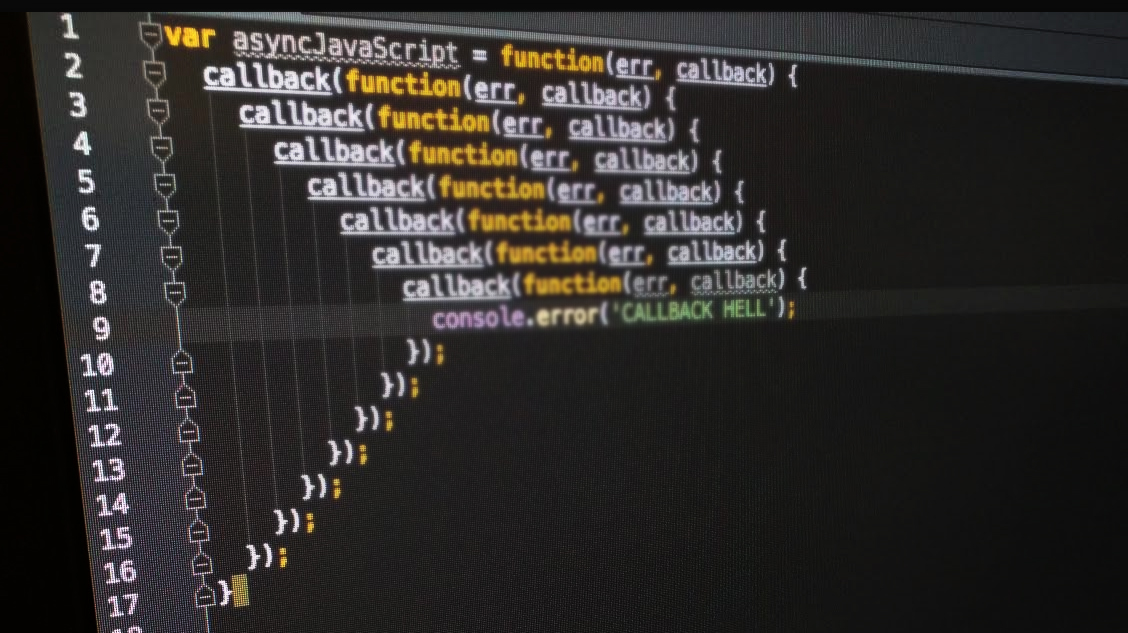 1 var asyncJavaScript = function(err, callback) {
2 callback(function(err, callback) {
3 callback(function(err, callback) {
4 callback(function(err, callback) {
5 callback(function(err, callback) {
6 callback(function(err, callback) {
7 callback(function(err, callback) {
8 callback(function(err, callback) {
9 console.error('CALLBACK HELL');
10 });
11 });
12 });
13 });
14 });
15 });
16 });
17 }
18